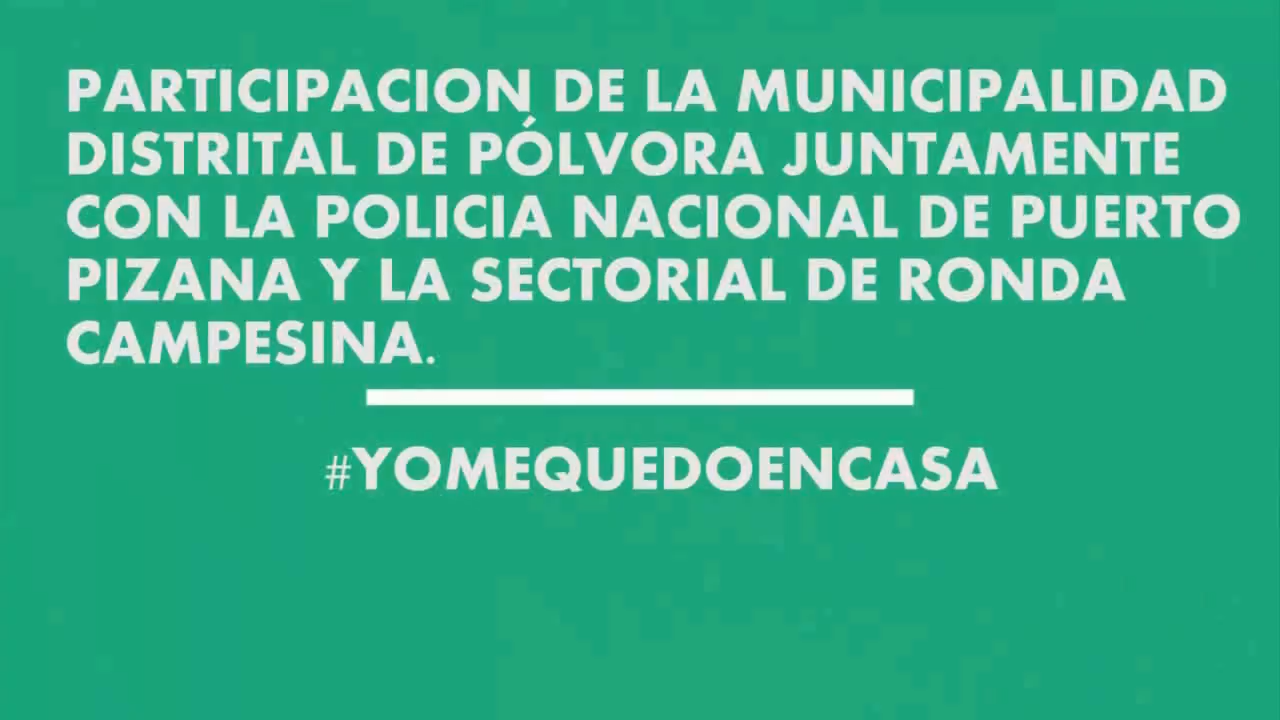 PARTICIPACION DE LA MUNICIPALIDAD
DISTRITAL DE PÓLVORA JUNTAMENTE
CON LA POLICIA NACIONAL DE PUERTO
PIZANA Y LA SECTORIAL DE RONDA
CAMPESINA.
#YOMEQUEDOENCASA